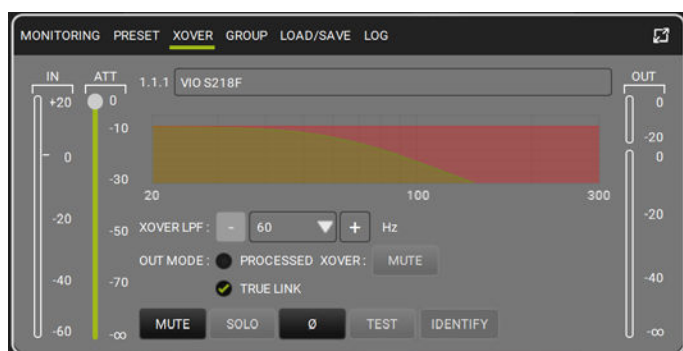 MONITORING PRESET XOVER GROUP LOAD/SAVE LOG
IN ATT 1.1.1 VIO S218F OUT
+20 0 0
-10 -20
0 0
-30
20 100 300
-20 -50 XOVER LPF: - 60 + Hz -20
OUT MODE: PROCESSED XOVER: MUTE
-40 -70 TRUE LINK -40
-60 -∞ MUTE SOLO Ø TEST IDENTIFY -∞